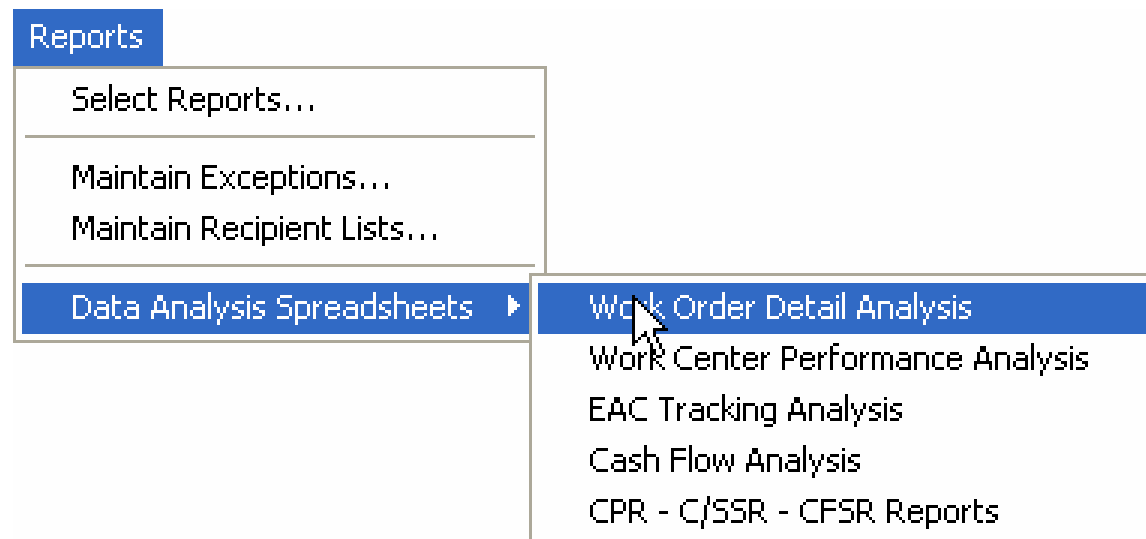 Reports
Select Reports...
Maintain Exceptions...
Maintain Recipient Lists...
Data Analysis Spreadsheets
Work Order Detail Analysis
Work Center Performance Analysis
EAC Tracking Analysis
Cash Flow Analysis
CPR - C/SSR - CFSR Reports